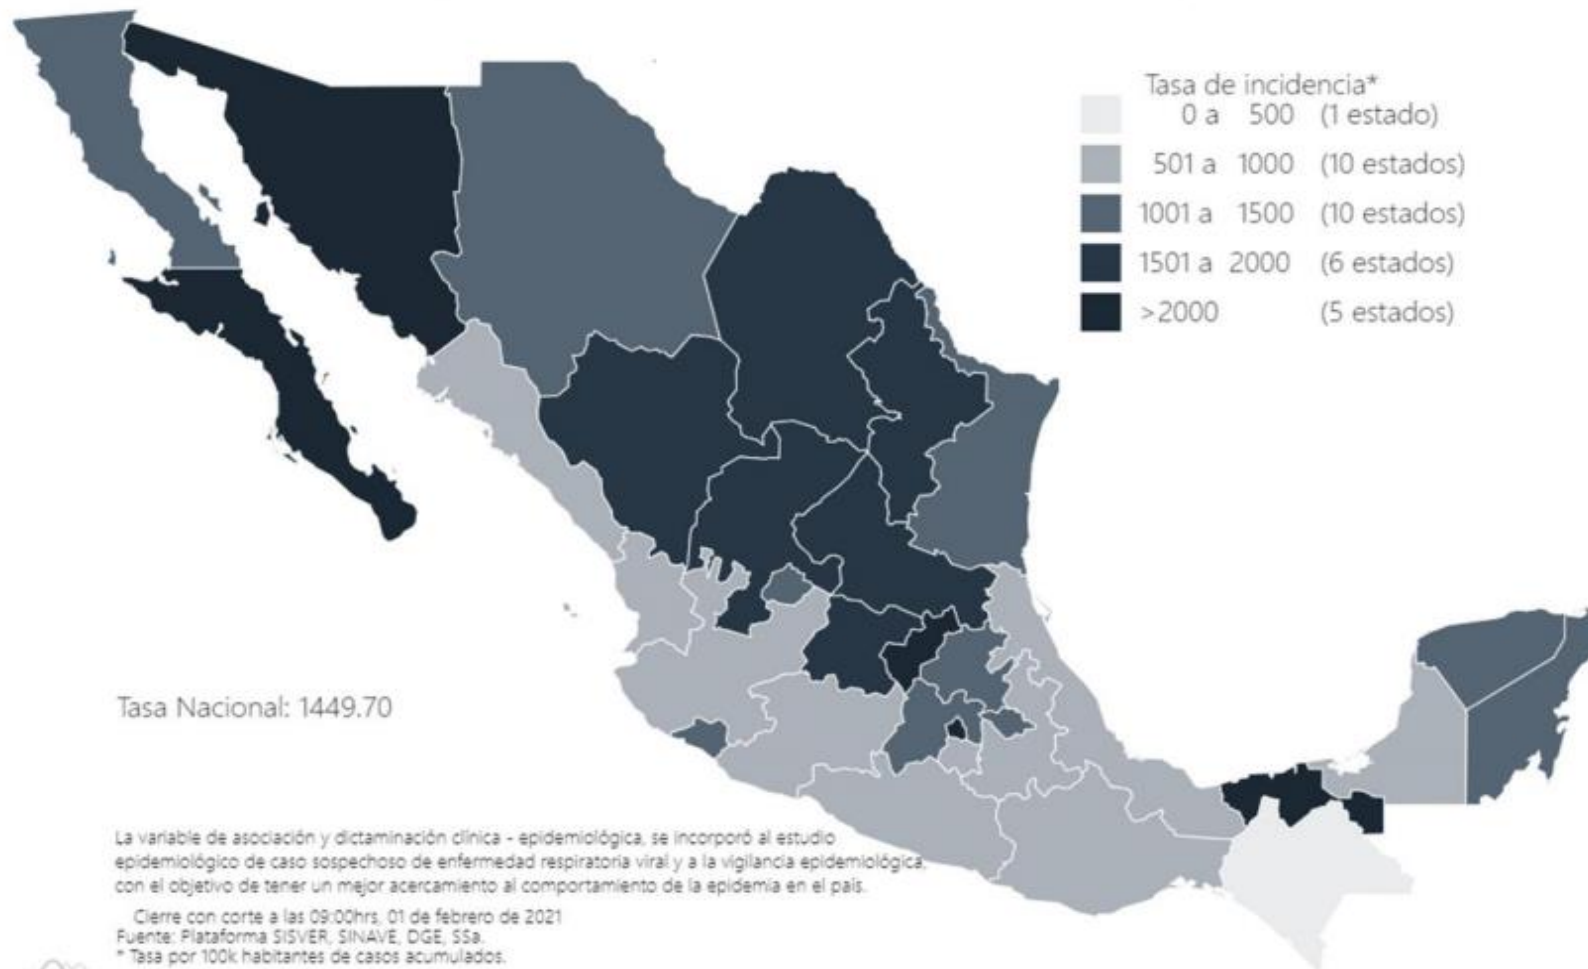 Tasa de incidencia*
0 a 500 (1 estado)
501 a 1000 (10 estados)
1001 a 1500 (10 estados)
1501 a 2000 (6 estados)
>2000 (5 estados)
Tasa Nacional: 1449.70
La variable de asociación y dictaminación clínica - epidemiológica, se incorporó al estudio
epidemiológico de caso sospechoso de enfermedad respiratoria viral y a la vigilancia epidemiológica,
con el objetivo de tener un mejor acercamiento al comportamiento de la epidemia en el país.
Cierre con corte a las 09:00hrs, 01 de febrero de 2021
Fuente: Plataforma SISVER, SINAVE, DGE, SSa.
* Tasa por 100k habitantes de casos acumulados.